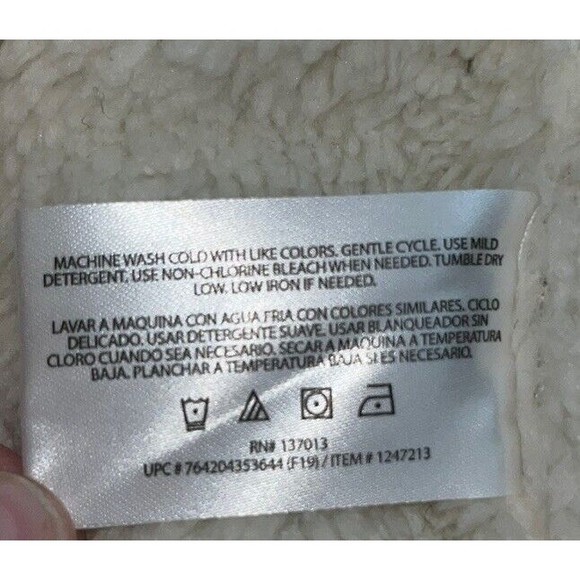 MACHINE WASH COLD WITH LIKE COLORS. GENTLE CYCLE. USE MILD
DETERGENT. USE NON-CHLORINE BLEACH WHEN NEEDED. TUMBLE DRY
LOW. LOW IRON IF NEEDED.
LAVAR A MAQUINA CON AGUA FRIA CON COLORES SIMILARES. CICLO
DELICADO. USAR DETERGENTE SUAVE. USAR BLANQUEADOR SIN
CLORO CUANDO SEA NECESARIO. SECAR A MAQUINA A TEMPERATURA
BAJA. PLANCHAR A TEMPERATURA BAJA SI ES NECESARIO.
RN# 137013
UPC # 764204353644 (F19) / ITEM # 1247213